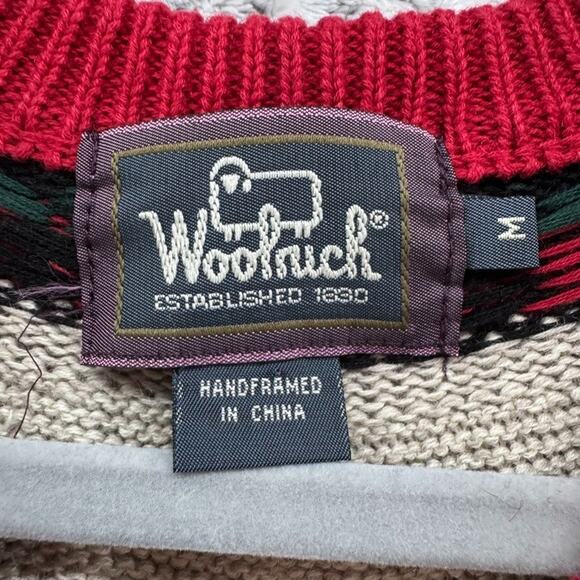 Woolrich®
ESTABLISHED 1830
M
HANDFRAMED
IN CHINA